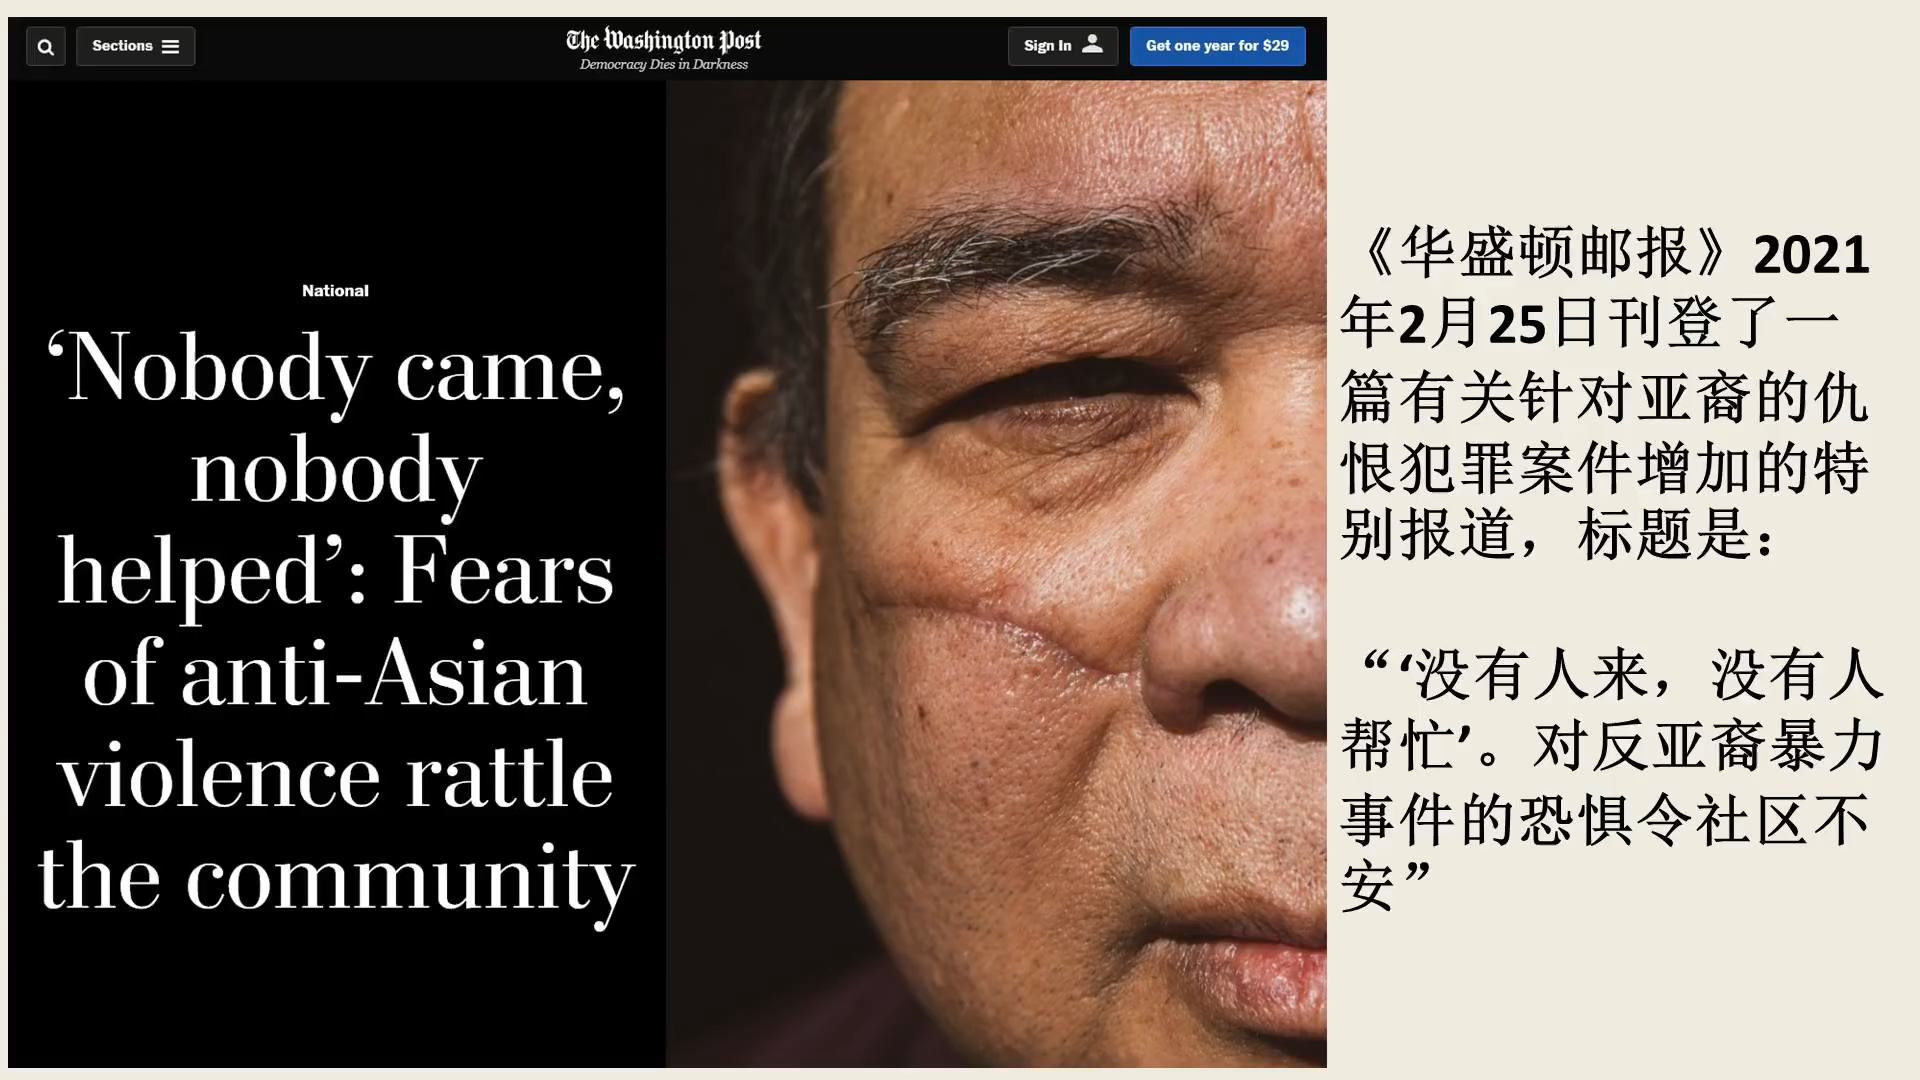 Sections
The Washington Post
Democracy Dies in Darkness
Sign In
Get one year for $29
National
‘Nobody came,
nobody
helped’: Fears
of anti-Asian
violence rattle
the community
《华盛顿邮报》2021
年2月25日刊登了一
篇有关针对亚裔的仇
恨犯罪案件增加的特
别报道，标题是：
“‘没有人来，没有人
帮忙’。对反亚裔暴力
事件的恐惧令社区不
安”